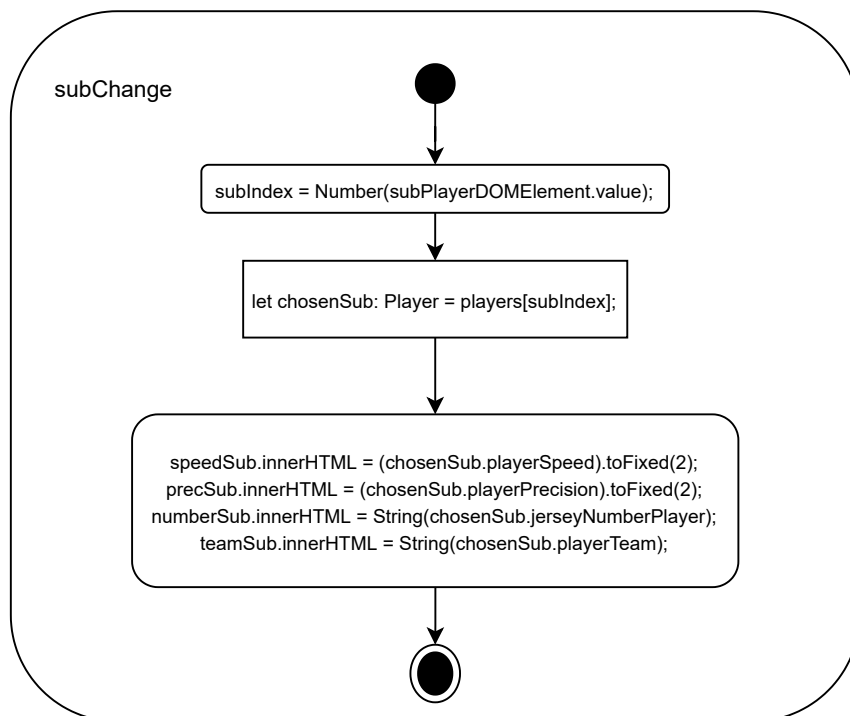 subChange
subIndex = Number(subPlayerDOMElement.value);
let chosenSub: Player = players[subIndex];
speedSub.innerHTML = (chosenSub.playerSpeed).toFixed(2);
precSub.innerHTML = (chosenSub.playerPrecision).toFixed(2);
numberSub.innerHTML = String(chosenSub.jerseyNumberPlayer);
teamSub.innerHTML = String(chosenSub.playerTeam);